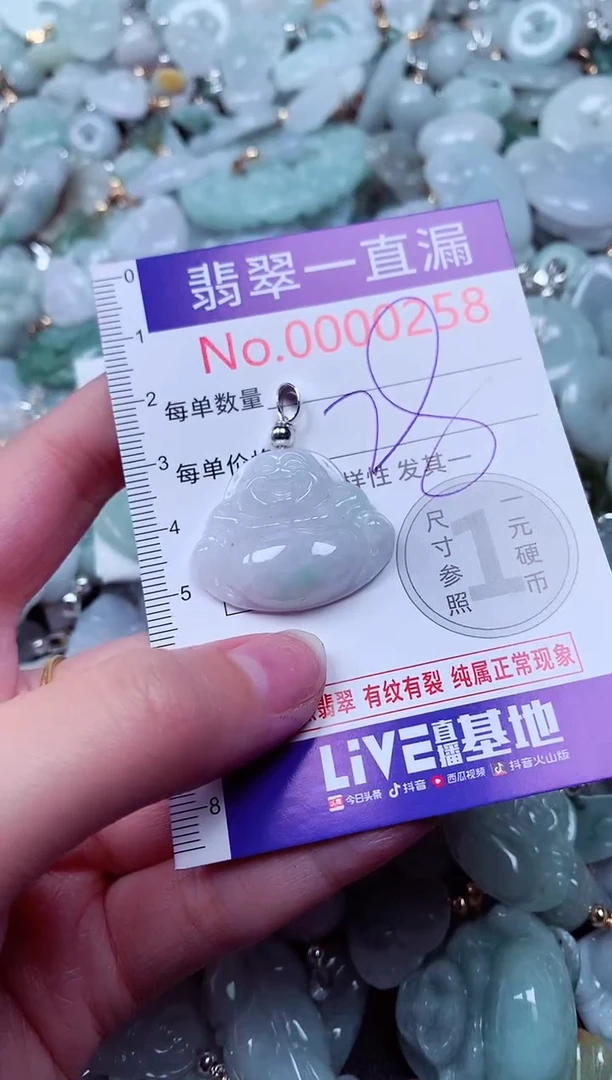 翡翠一直漏
No.0000258
每单数量
28
每单价
样性 发其一
尺寸参照
1
一元硬币
翡翠 有纹有裂 纯属正常现象
LiVE直播基地
今日头条 抖音 西瓜视频 抖音火山版
0
1
2
3
4
5
8